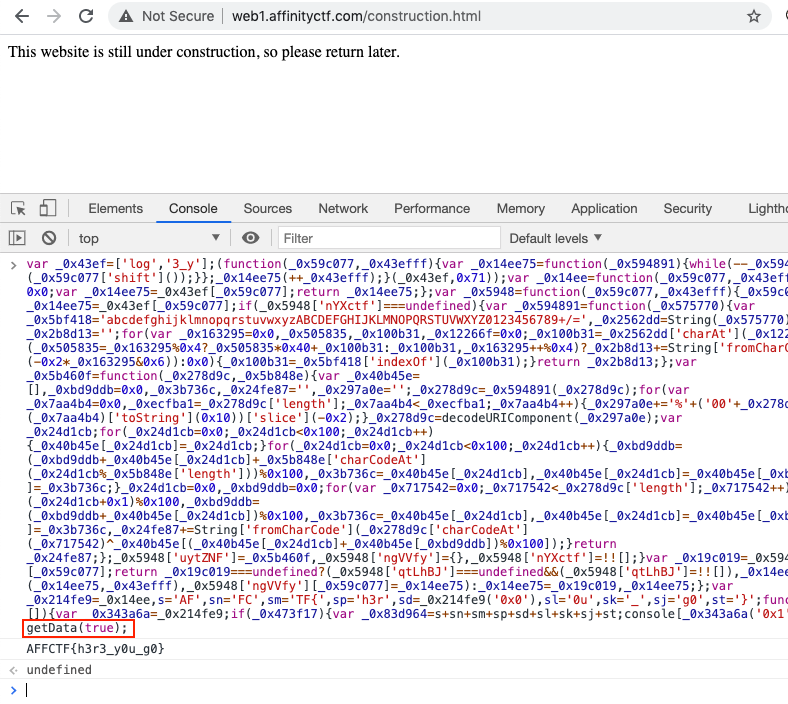 Not Secure web1.affinityctf.com/construction.html
This website is still under construction, so please return later.
Elements Console Sources Network Performance Memory Application Security Lighth
top Filter Default levels
var _0x43ef=['log','3_y'];(function(_0x59c077,_0x43efff){var _0x14ee75=function(_0x594891){while(--_0x594
(_0x59c077['shift']());}};_0x14ee75(++_0x43efff);}(_0x43ef,0x71));var _0x14ee=function(_0x59c077,_0x43eff
0x0;var _0x14ee75=_0x43ef[_0x59c077];return _0x14ee75;};var _0x5948=function(_0x59c077,_0x43efff){_0x59c0
_0x14ee75=_0x43ef[_0x59c077];if(_0x5948['nYXctf']===undefined){var _0x594891=function(_0x575770){var
_0x5bf418='abcdefghijklmnopqrstuvwxyzABCDEFGHIJKLMNOPQRSTUVWXYZ0123456789+/=',_0x2562dd=String(_0x575770)
_0x2b8d13='';for(var _0x163295=0x0,_0x505835,_0x100b31,_0x12266f=0x0;_0x100b31=_0x2562dd['charAt'](_0x122
(_0x505835=_0x163295%0x4?_0x505835*0x40+_0x100b31:_0x100b31,_0x163295++%0x4)?_0x2b8d13+=String['fromCharC
(-0x2*_0x163295&0x6)):0x0){_0x100b31=_0x5bf418['indexOf'](_0x100b31);}return _0x2b8d13;};var
_0x5b460f=function(_0x278d9c,_0x5b848e){var _0x40b45e=
[],_0xbd9ddb=0x0,_0x3b736c,_0x24fe87='',_0x297a0e='';_0x278d9c=_0x594891(_0x278d9c);for(var
_0x7aa4b4=0x0,_0xecfba1=_0x278d9c['length'];_0x7aa4b4<_0xecfba1;_0x7aa4b4++){_0x297a0e+='%'+('00'+_0x278d
(_0x7aa4b4)['toString'](0x10))['slice'](-0x2);}_0x278d9c=decodeURIComponent(_0x297a0e);var
_0x24d1cb;for(_0x24d1cb=0x0;_0x24d1cb<0x100;_0x24d1cb++)
{_0x40b45e[_0x24d1cb]=_0x24d1cb;}for(_0x24d1cb=0x0;_0x24d1cb<0x100;_0x24d1cb++){_0xbd9ddb=
(_0xbd9ddb+_0x40b45e[_0x24d1cb]+_0x5b848e['charCodeAt']
(_0x24d1cb%_0x5b848e['length']))%0x100,_0x3b736c=_0x40b45e[_0x24d1cb],_0x40b45e[_0x24d1cb]=_0x40b45e[_0xb
]=_0x3b736c;}_0x24d1cb=0x0,_0xbd9ddb=0x0;for(var _0x717542=0x0;_0x717542<_0x278d9c['length'];_0x717542++)
(_0x24d1cb+0x1)%0x100,_0xbd9ddb=
(_0xbd9ddb+_0x40b45e[_0x24d1cb])%0x100,_0x3b736c=_0x40b45e[_0x24d1cb],_0x40b45e[_0x24d1cb]=_0x40b45e[_0xb
]=_0x3b736c,_0x24fe87+=String['fromCharCode'](_0x278d9c['charCodeAt']
(_0x717542)^_0x40b45e[(_0x40b45e[_0x24d1cb]+_0x40b45e[_0xbd9ddb])%0x100]);}return
_0x24fe87;};_0x5948['uytZNF']=_0x5b460f,_0x5948['ngVVfy']={},_0x5948['nYXctf']=!![];}var _0x19c019=_0x594
[_0x59c077];return _0x19c019===undefined?(_0x5948['qtLhBJ']===undefined&&(_0x5948['qtLhBJ']=!![]),_0x14ee
(_0x14ee75,_0x43efff),_0x5948['ngVVfy'][_0x59c077]=_0x14ee75):_0x14ee75=_0x19c019,_0x14ee75;};var
_0x214fe9=_0x14ee,s='AF',sn='FC',sm='TF{',sp='h3r',sd=_0x214fe9('0x0'),sl='0u',sk='_',sj='g0',st='}';func
[]){var _0x343a6a=_0x214fe9;if(_0x473f17){var _0x83d964=s+sn+sm+sp+sd+sl+sk+sj+st;console[_0x343a6a('0x1'
getData(true);
AFFCTF{h3r3_y0u_g0}
undefined